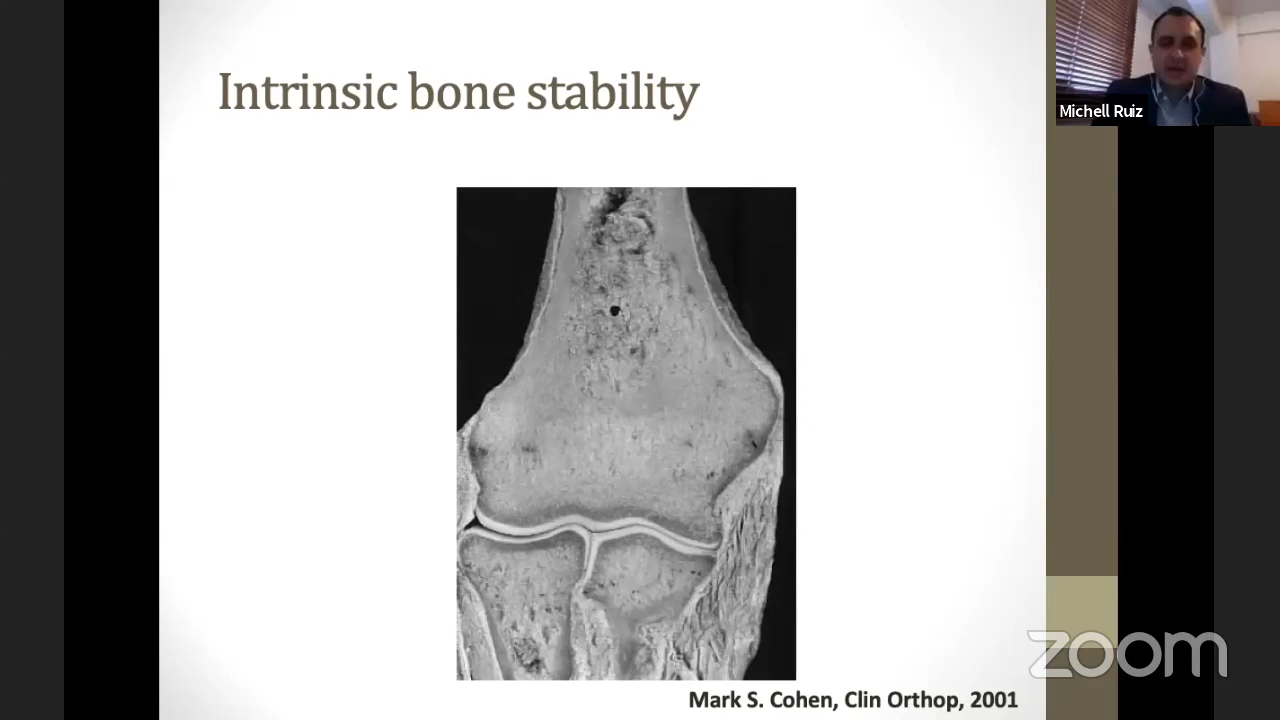 Intrinsic bone stability
Michell Ruiz
zoom
Mark S. Cohen, Clin Orthop, 2001